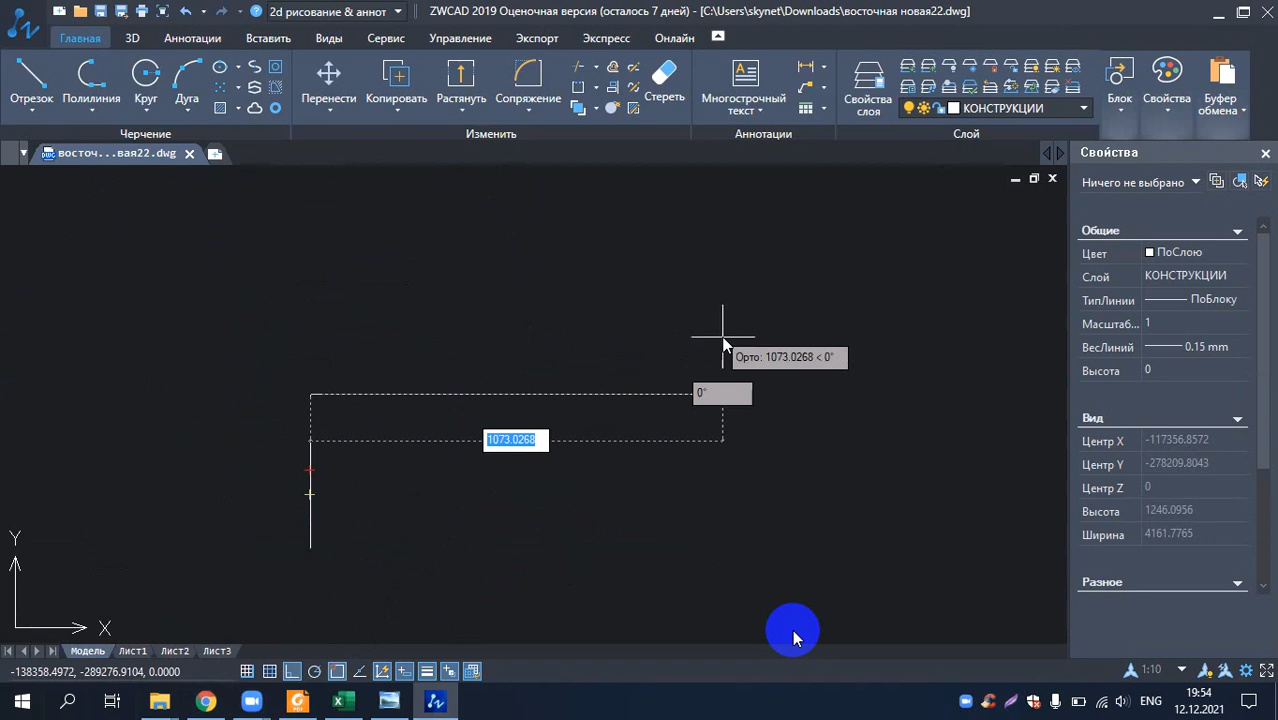 2d рисование & аннот
ZWCAD 2019 Оценочная версия (осталось 7 дней) - [C:\Users\skynet\Downloads\восточная новая22.dwg]
Главная
3D
Аннотации
Вставить
Виды
Сервис
Управление
Экспорт
Экспресс
Онлайн
Отрезок
Полилиния
Круг
Дуга
Перенести
Копировать
Растянуть
Сопряжение
Стереть
Многострочный текст
Свойства слоя
КОНСТРУКЦИИ
Блок
Свойства
Буфер обмена
Черчение
Изменить
Аннотации
Слой
восточ...вая22.dwg
Свойства
Ничего не выбрано
Общие
Цвет ПоСлою
Слой КОНСТРУКЦИИ
ТипЛинии ПоБлоку
Масштаб... 1
ВесЛиний 0.15 mm
Высота 0
Вид
Центр X -117356.8572
Центр Y -278209.8043
Центр Z 0
Высота 1246.0956
Ширина 4161.7765
Разное
Орто: 1073.0268 < 0°
0°
1073.0268
Y
X
Модель Лист1 Лист2 Лист3
-138358.4972, -289276.9104, 0.0000
1:10
ENG
19:54
12.12.2021